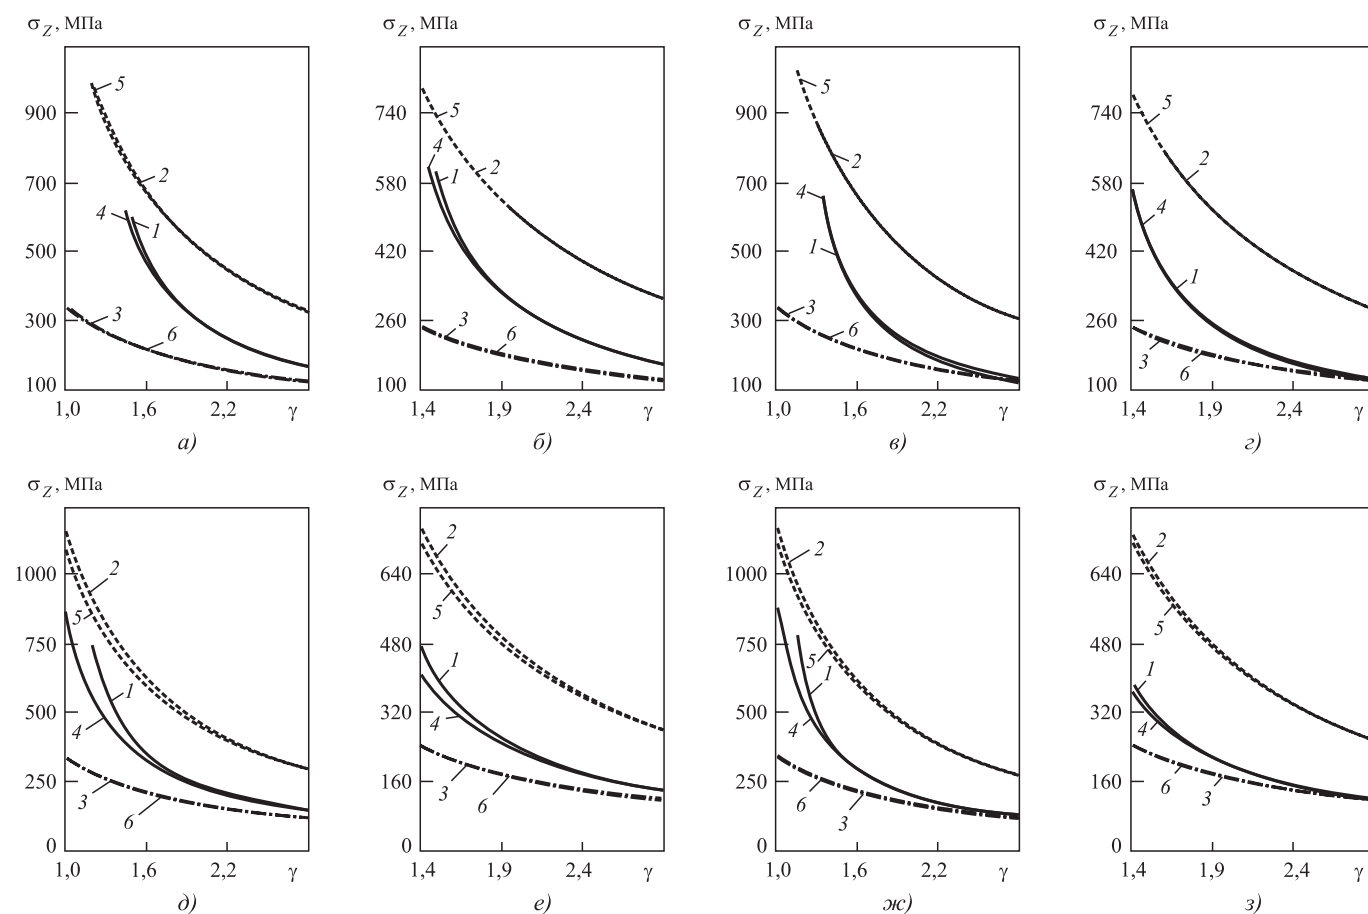 σZ, МПа σZ, МПа σZ, МПа σZ, МПа
5 5 5
900 740 900 740 5
4 2
2 2 2
700 580 1 700 4 580 4
4 1
500 420 500 1 420 1
300 3 6 260 3 6 300 3 6 260 3 6
100 100 100 100
1,0 1,6 2,2 γ 1,4 1,9 2,4 γ 1,0 1,6 2,2 γ 1,4 1,9 2,4 γ
а) б) в) г)
σZ, МПа σZ, МПа σZ, МПа σZ, МПа
2 2 2
1000 2 640 1000 640
5 5 5
750 480 750 5 1 480
1 1 1
500 4 320 4 500 4 320 4
250 3 6 160 3 6 250 6 3 160 6 3
0 0 0 0
1,0 1,6 2,2 γ 1,4 1,9 2,4 γ 1,0 1,6 2,2 γ 1,4 1,9 2,4 γ
д) е) ж) з)